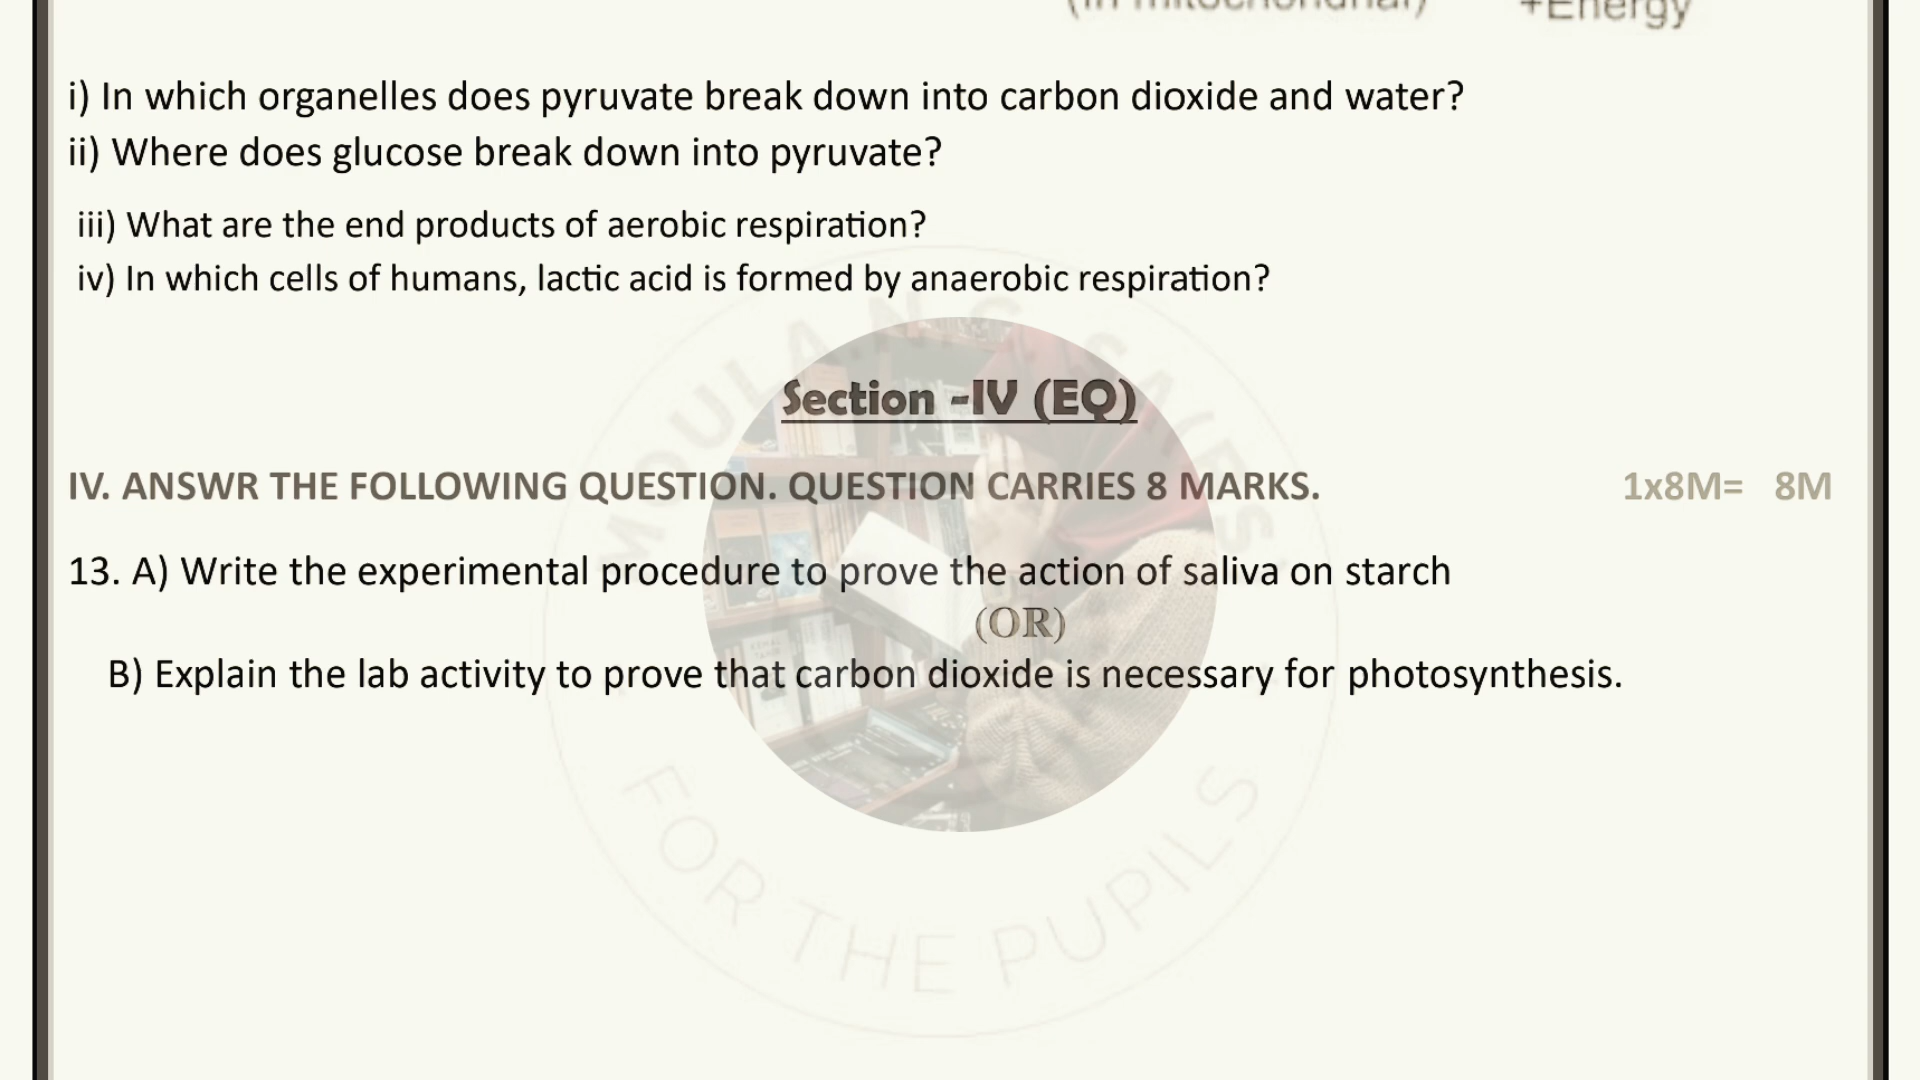 (in mitochondrial) +Energy
i) In which organelles does pyruvate break down into carbon dioxide and water?
ii) Where does glucose break down into pyruvate?
iii) What are the end products of aerobic respiration?
iv) In which cells of humans, lactic acid is formed by anaerobic respiration?
Section -IV (EQ)
IV. ANSWR THE FOLLOWING QUESTION. QUESTION CARRIES 8 MARKS. 1x8M= 8M
13. A) Write the experimental procedure to prove the action of saliva on starch
(OR)
B) Explain the lab activity to prove that carbon dioxide is necessary for photosynthesis.
FOR THE PUPILS